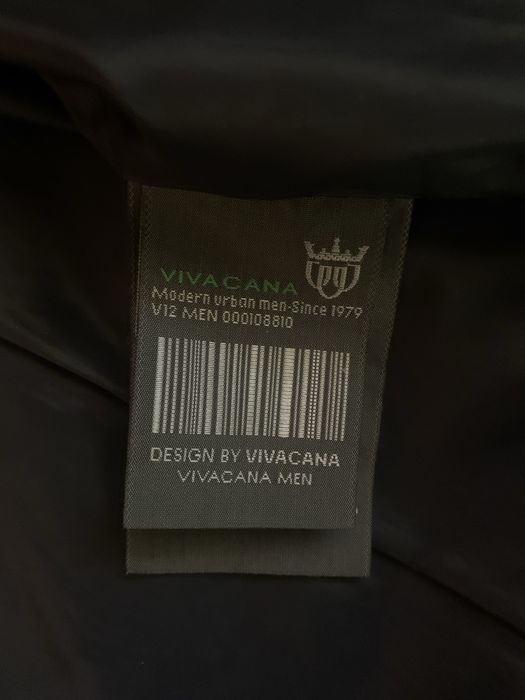 VIVACANA
Modern urban men-Since 1979
V12 MEN 000108810
DESIGN BY VIVACANA
VIVACANA MEN